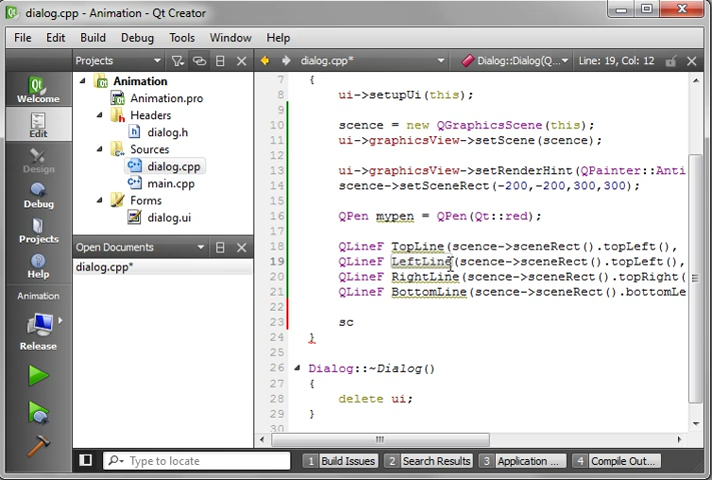 dialog.cpp - Animation - Qt Creator
File Edit Build Debug Tools Window Help
Projects dialog.cpp* Dialog::Dialog(Q... Line: 19, Col: 12
Welcome
Edit
Design
Debug
Projects
Help
Animation
Release
Animation
Animation.pro
Headers
dialog.h
Sources
dialog.cpp
main.cpp
Forms
dialog.ui
Open Documents
dialog.cpp*
7 {
8 ui->setupUi(this);
9
10 scence = new QGraphicsScene(this);
11 ui->graphicsView->setScene(scence);
12
13 ui->graphicsView->setRenderHint(QPainter::Anti
14 scence->setSceneRect(-200,-200,300,300);
15
16 QPen mypen = QPen(Qt::red);
17
18 QLineF TopLine(scence->sceneRect().topLeft(),
19 QLineF LeftLine(scence->sceneRect().topLeft(),
20 QLineF RightLine(scence->sceneRect().topRight(
21 QLineF BottomLine(scence->sceneRect().bottomLe
22
23 sc
24 }
25
26 Dialog::~Dialog()
27 {
28 delete ui;
29 }
30
Type to locate 1 Build Issues 2 Search Results 3 Application ... 4 Compile Out...